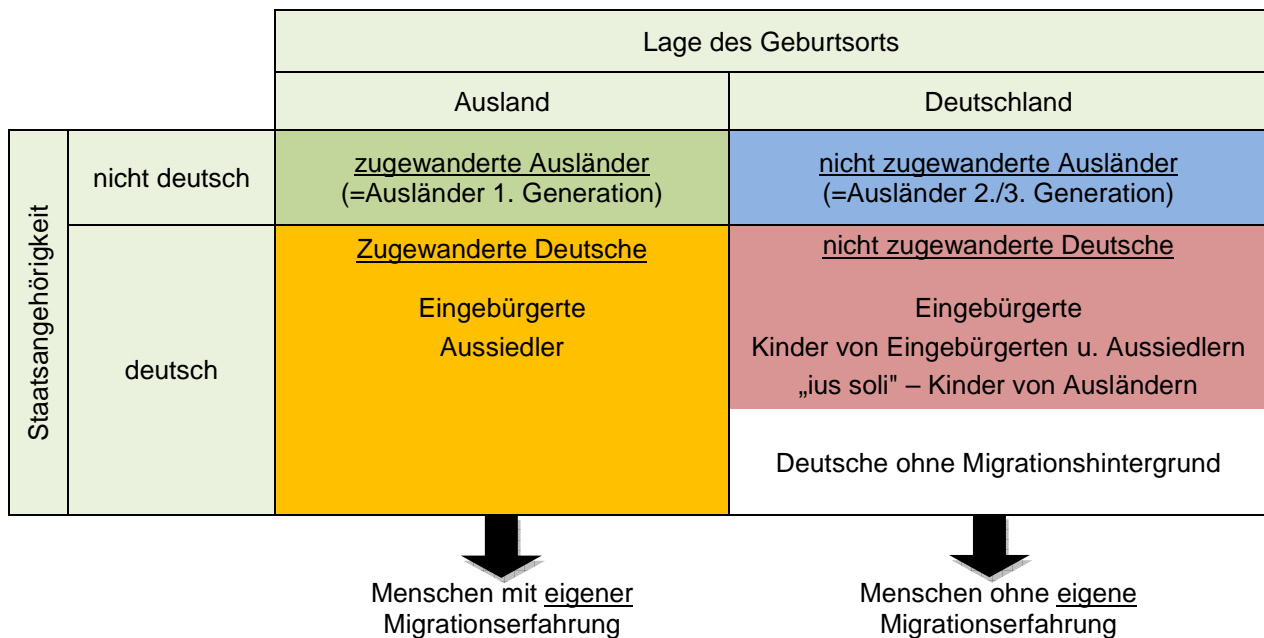 Lage des Geburtsorts
Ausland
Deutschland
Staatsangehörigkeit
nicht deutsch
zugewanderte Ausländer
(=Ausländer 1. Generation)
nicht zugewanderte Ausländer
(=Ausländer 2./3. Generation)
deutsch
Zugewanderte Deutsche
Eingebürgerte
Aussiedler
nicht zugewanderte Deutsche
Eingebürgerte
Kinder von Eingebürgerten u. Aussiedlern
„ius soli" – Kinder von Ausländern
Deutsche ohne Migrationshintergrund
Menschen mit eigener
Migrationserfahrung
Menschen ohne eigene
Migrationserfahrung